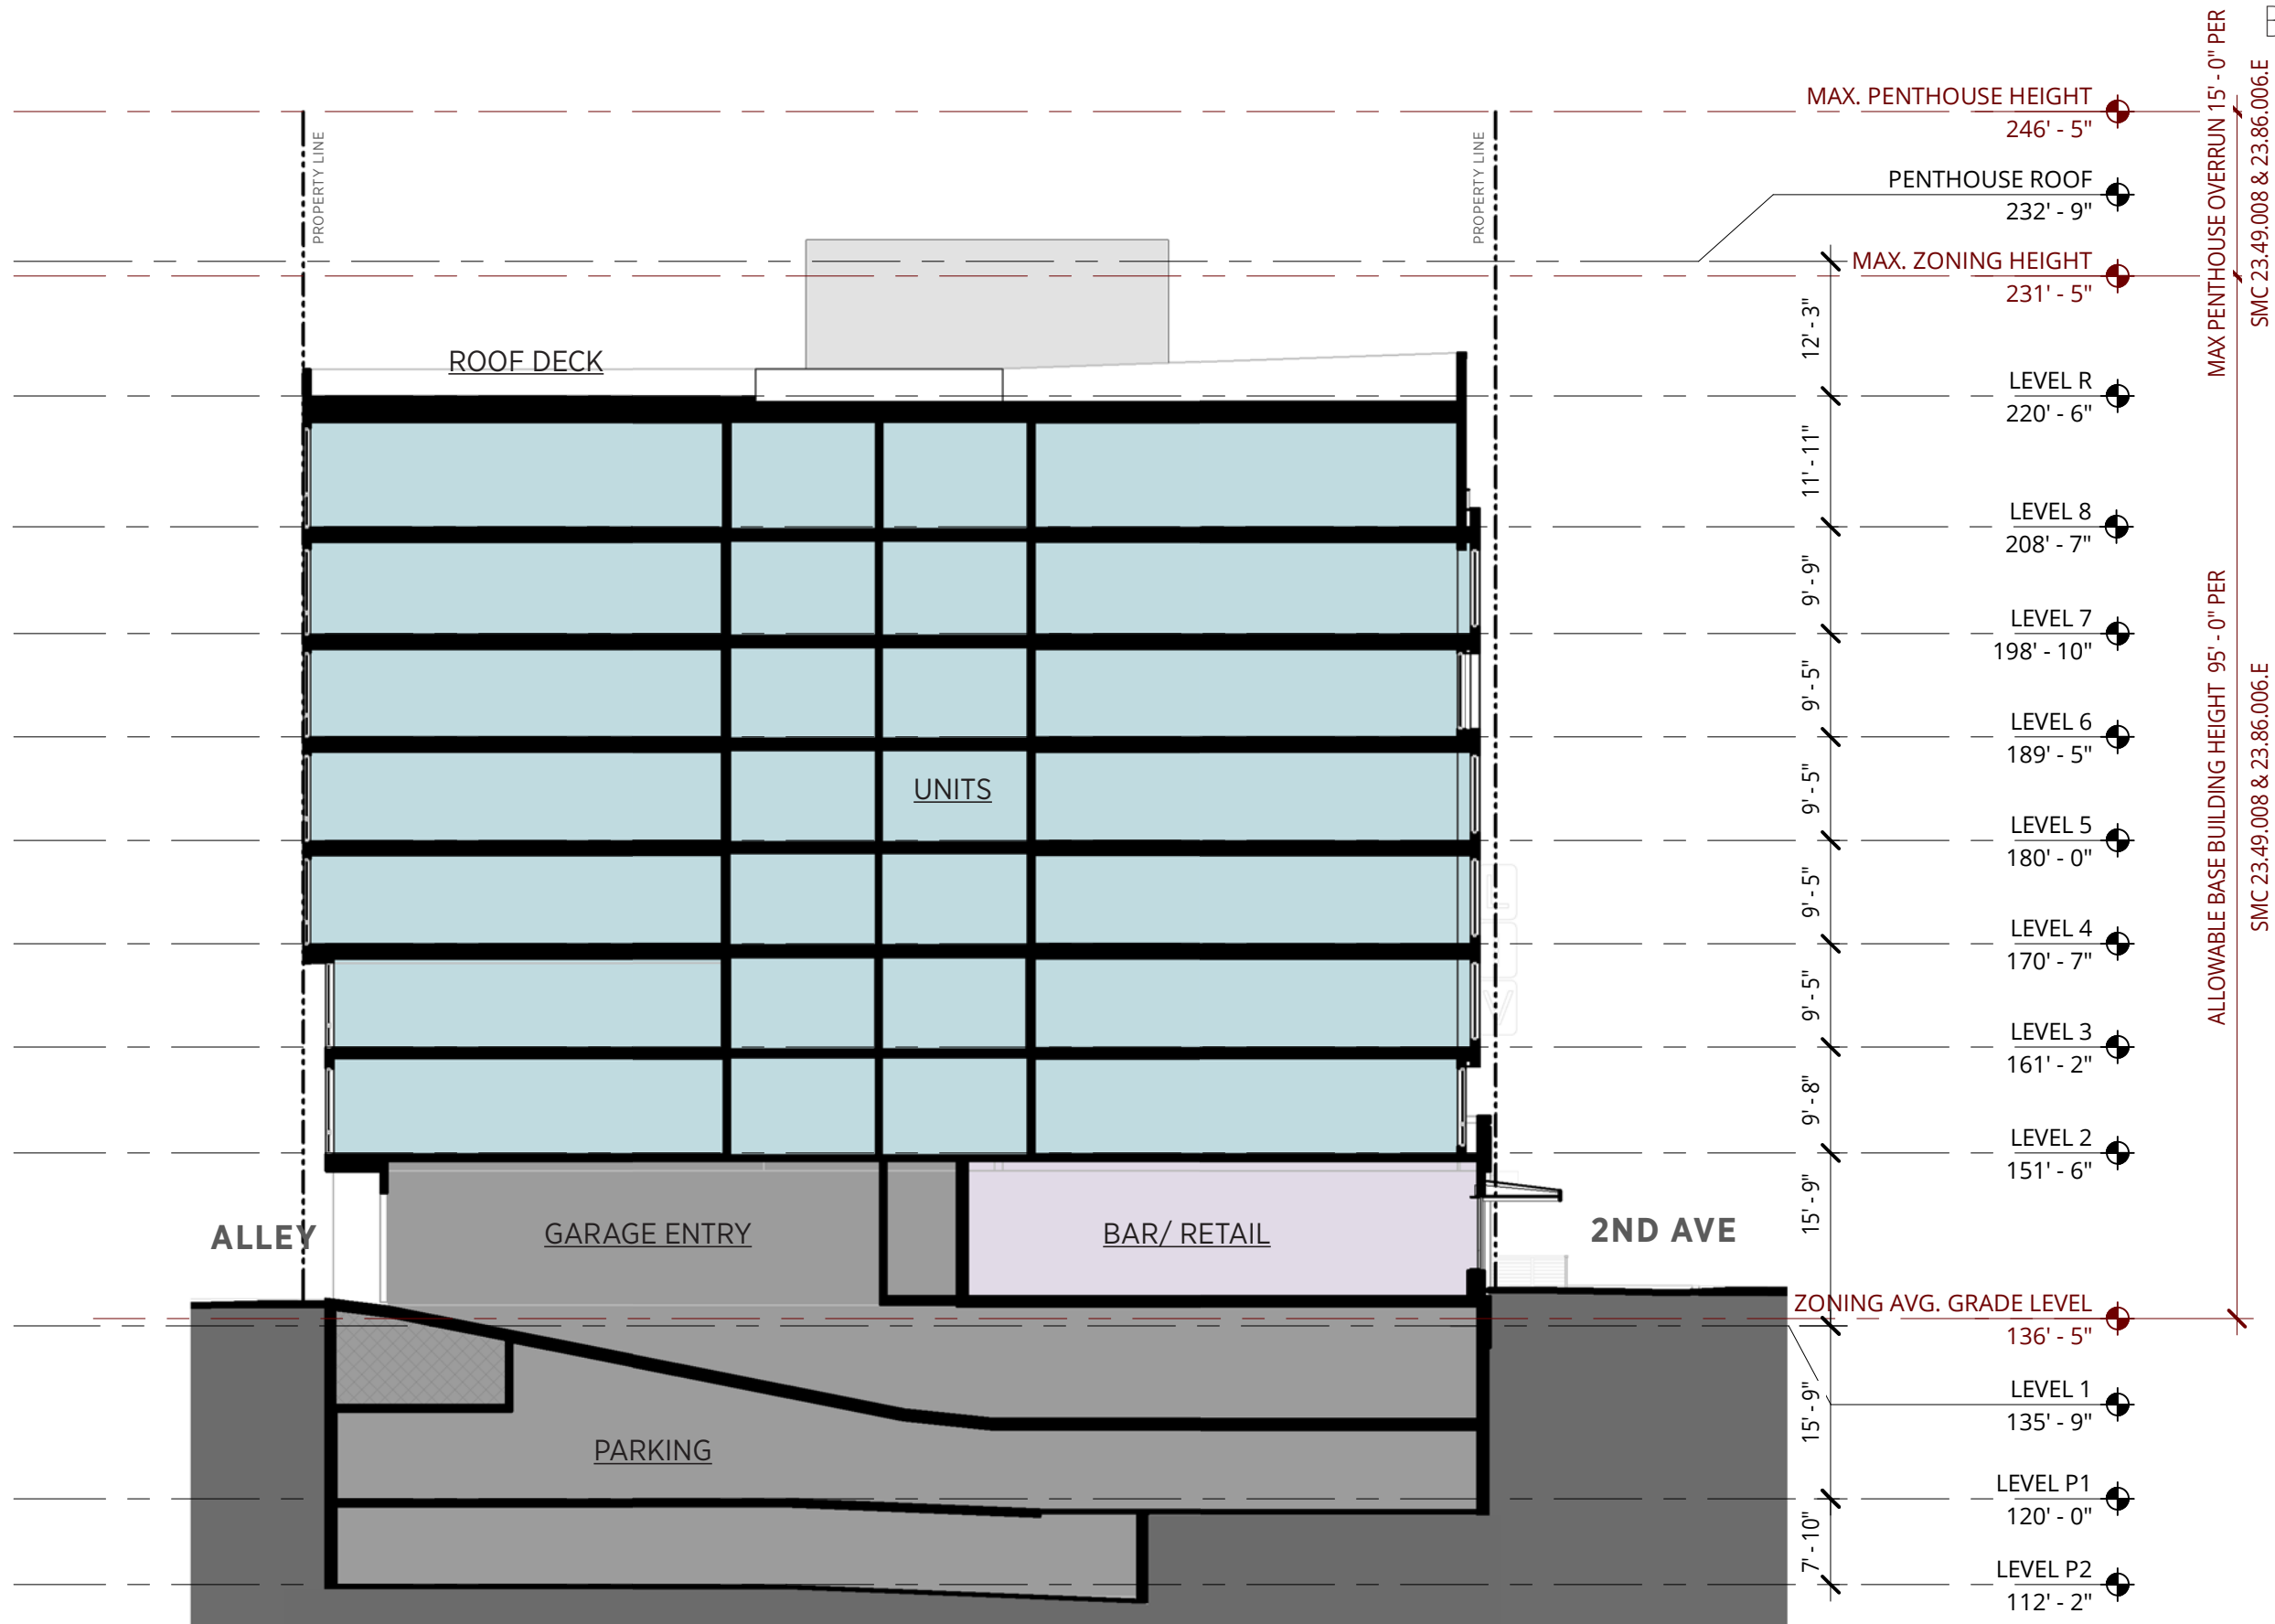 MAX. PENTHOUSE HEIGHT
246' - 5"
PENTHOUSE ROOF
232' - 9"
MAX. ZONING HEIGHT
231' - 5"
LEVEL R
220' - 6"
LEVEL 8
208' - 7"
LEVEL 7
198' - 10"
LEVEL 6
189' - 5"
LEVEL 5
180' - 0"
LEVEL 4
170' - 7"
LEVEL 3
161' - 2"
LEVEL 2
151' - 6"
ZONING AVG. GRADE LEVEL
136' - 5"
LEVEL 1
135' - 9"
LEVEL P1
120' - 0"
LEVEL P2
112' - 2"
12' - 3"
11' - 11"
9' - 9"
9' - 5"
9' - 5"
9' - 5"
9' - 5"
9' - 8"
15' - 9"
15' - 9"
7' - 10"
MAX PENTHOUSE OVERRUN 15' - 0" PER
SMC 23.49.008 & 23.86.006.E
ALLOWABLE BASE BUILDING HEIGHT 95' - 0" PER
SMC 23.49.008 & 23.86.006.E
PROPERTY LINE
PROPERTY LINE
ROOF DECK
UNITS
ALLEY
GARAGE ENTRY
BAR/ RETAIL
2ND AVE
PARKING